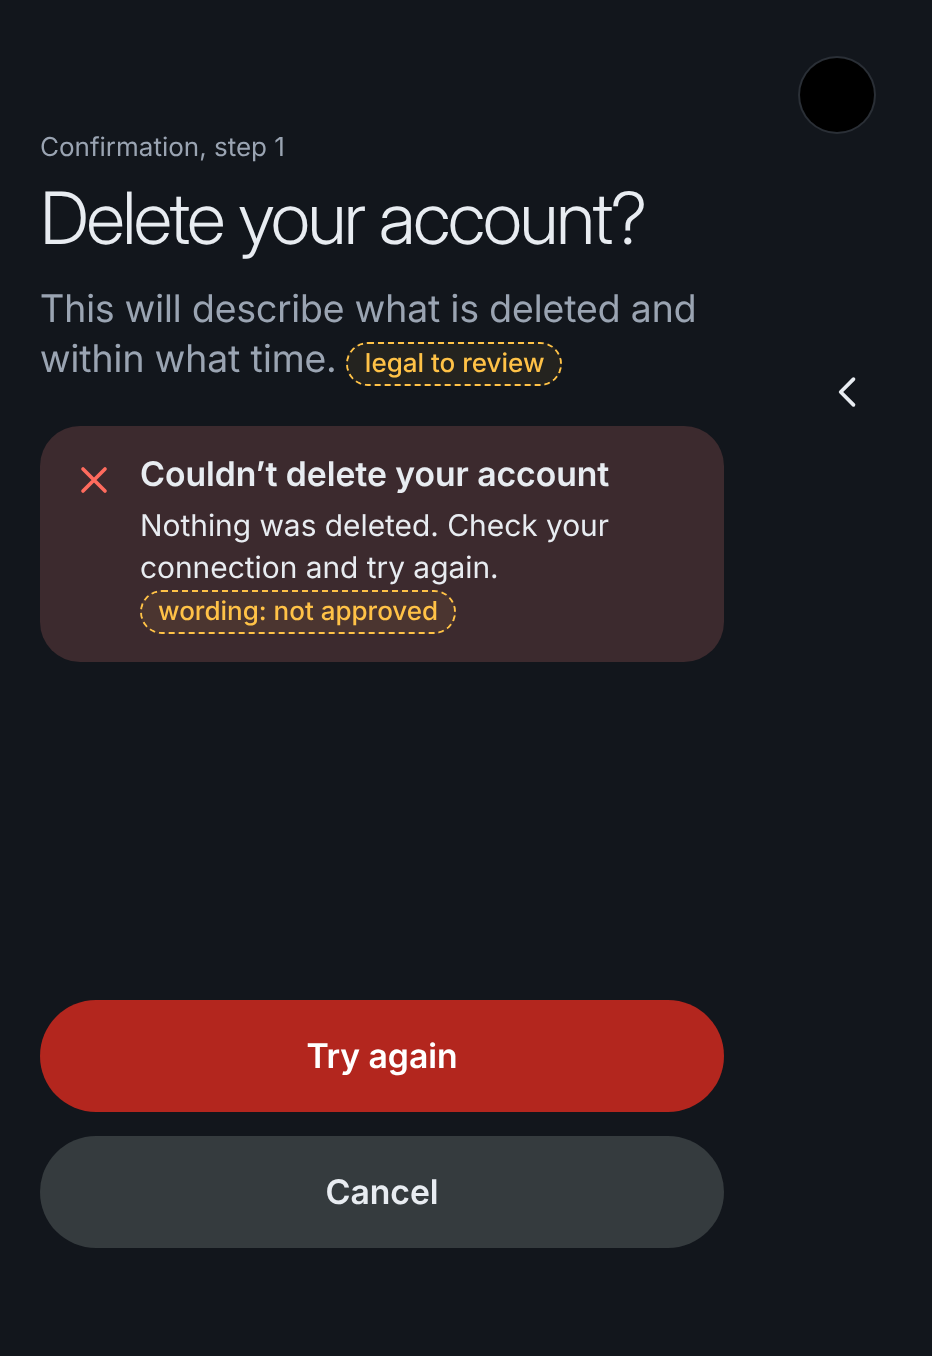 Confirmation, step 1
Delete your account?
This will describe what is deleted and
within what time. legal to review
Couldn’t delete your account
Nothing was deleted. Check your
connection and try again.
wording: not approved
Try again
Cancel